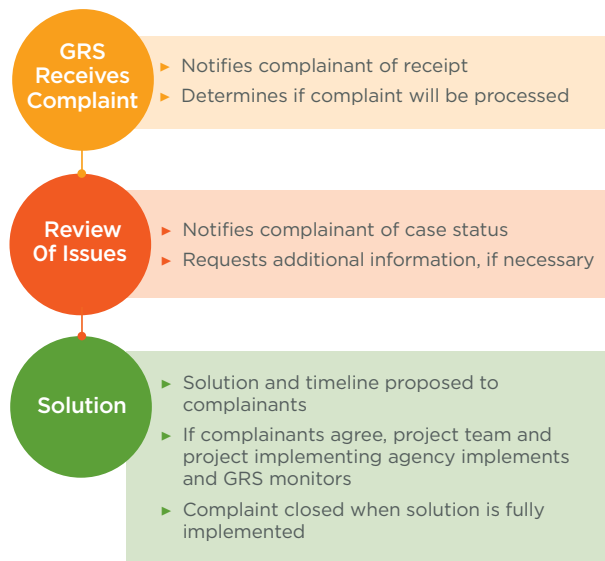 GRS
Receives
Complaint
► Notifies complainant of receipt
► Determines if complaint will be processed
Review
0f Issues
► Notifies complainant of case status
► Requests additional information, if necessary
Solution
► Solution and timeline proposed to
complainants
► If complainants agree, project team and
project implementing agency implements
and GRS monitors
► Complaint closed when solution is fully
implemented